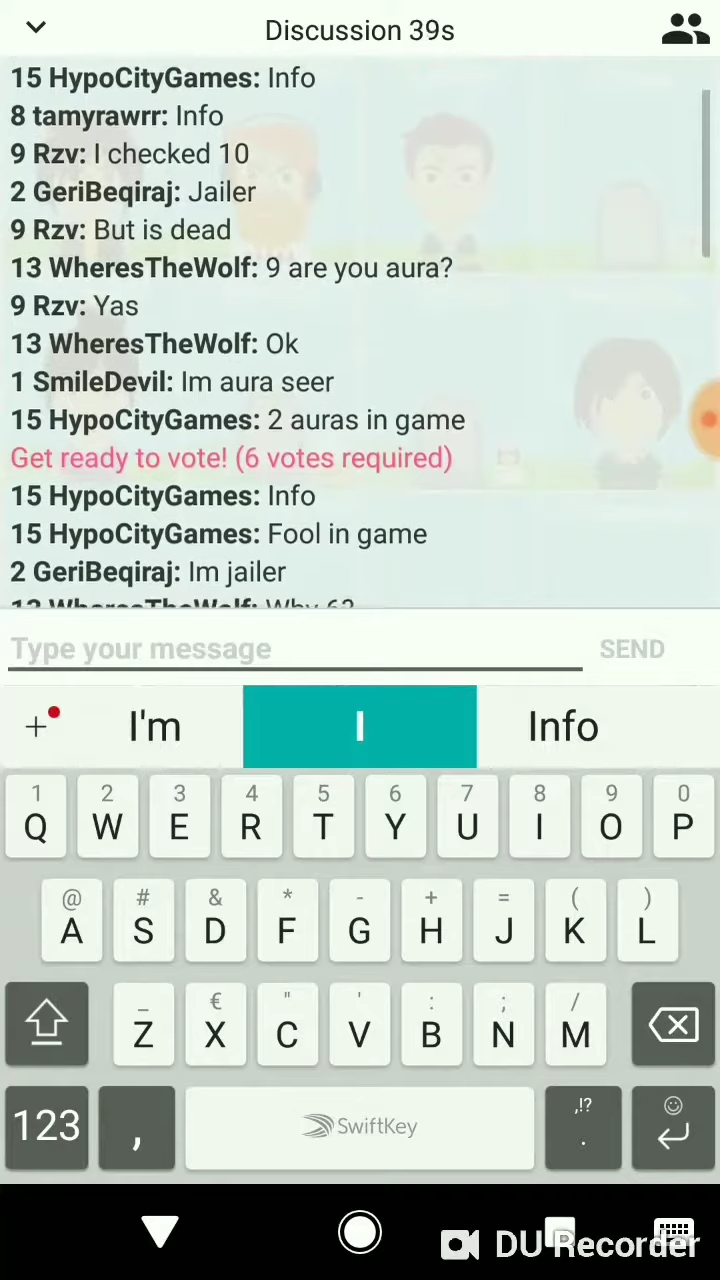 Discussion 39s
15 HypoCityGames: Info
8 tamyrawrr: Info
9 Rzv: I checked 10
2 GeriBeqiraj: Jailer
9 Rzv: But is dead
13 WheresTheWolf: 9 are you aura?
9 Rzv: Yas
13 WheresTheWolf: Ok
1 SmileDevil: Im aura seer
15 HypoCityGames: 2 auras in game
Get ready to vote! (6 votes required)
15 HypoCityGames: Info
15 HypoCityGames: Fool in game
2 GeriBeqiraj: Im jailer
13 WheresTheWolf: Why 6?
Type your message SEND
+ I'm I Info
1 2 3 4 5 6 7 8 9 0
Q W E R T Y U I O P
@ # & * - + = ( )
A S D F G H J K L
_ € " ' : ; /
Z X C V B N M
123 , SwiftKey ,!? .
DU Recorder